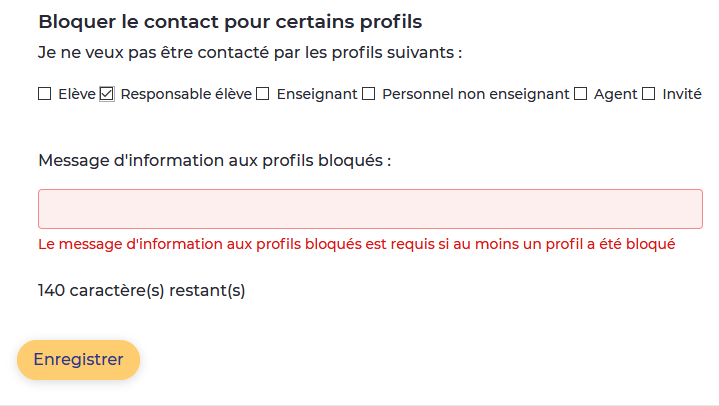 Bloquer le contact pour certains profils
Je ne veux pas être contacté par les profils suivants :
Elève Responsable élève Enseignant Personnel non enseignant Agent Invité
Message d'information aux profils bloqués :
Le message d'information aux profils bloqués est requis si au moins un profil a été bloqué
140 caractère(s) restant(s)
Enregistrer